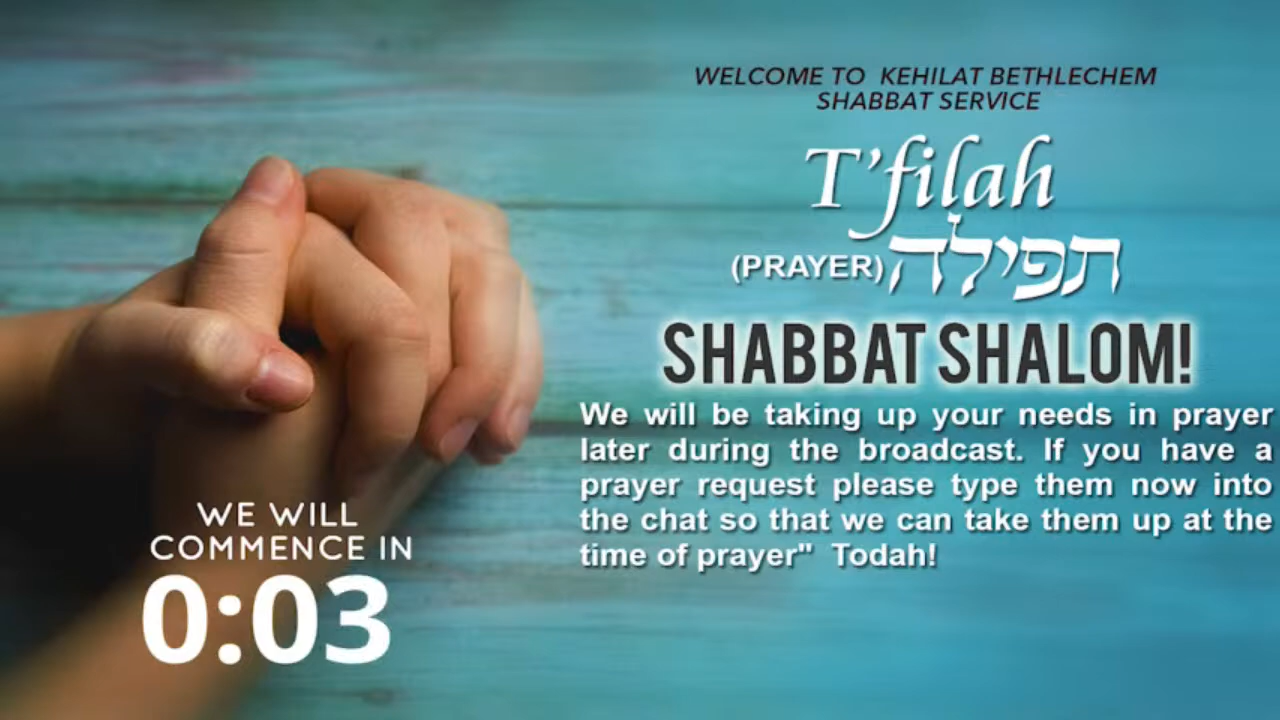 WELCOME TO KEHILAT BETHLECHEM
SHABBAT SERVICE
T'filah
(PRAYER) תפילה
SHABBAT SHALOM!
We will be taking up your needs in prayer
later during the broadcast. If you have a
prayer request please type them now into
the chat so that we can take them up at the
time of prayer" Todah!
WE WILL
COMMENCE IN
0:03